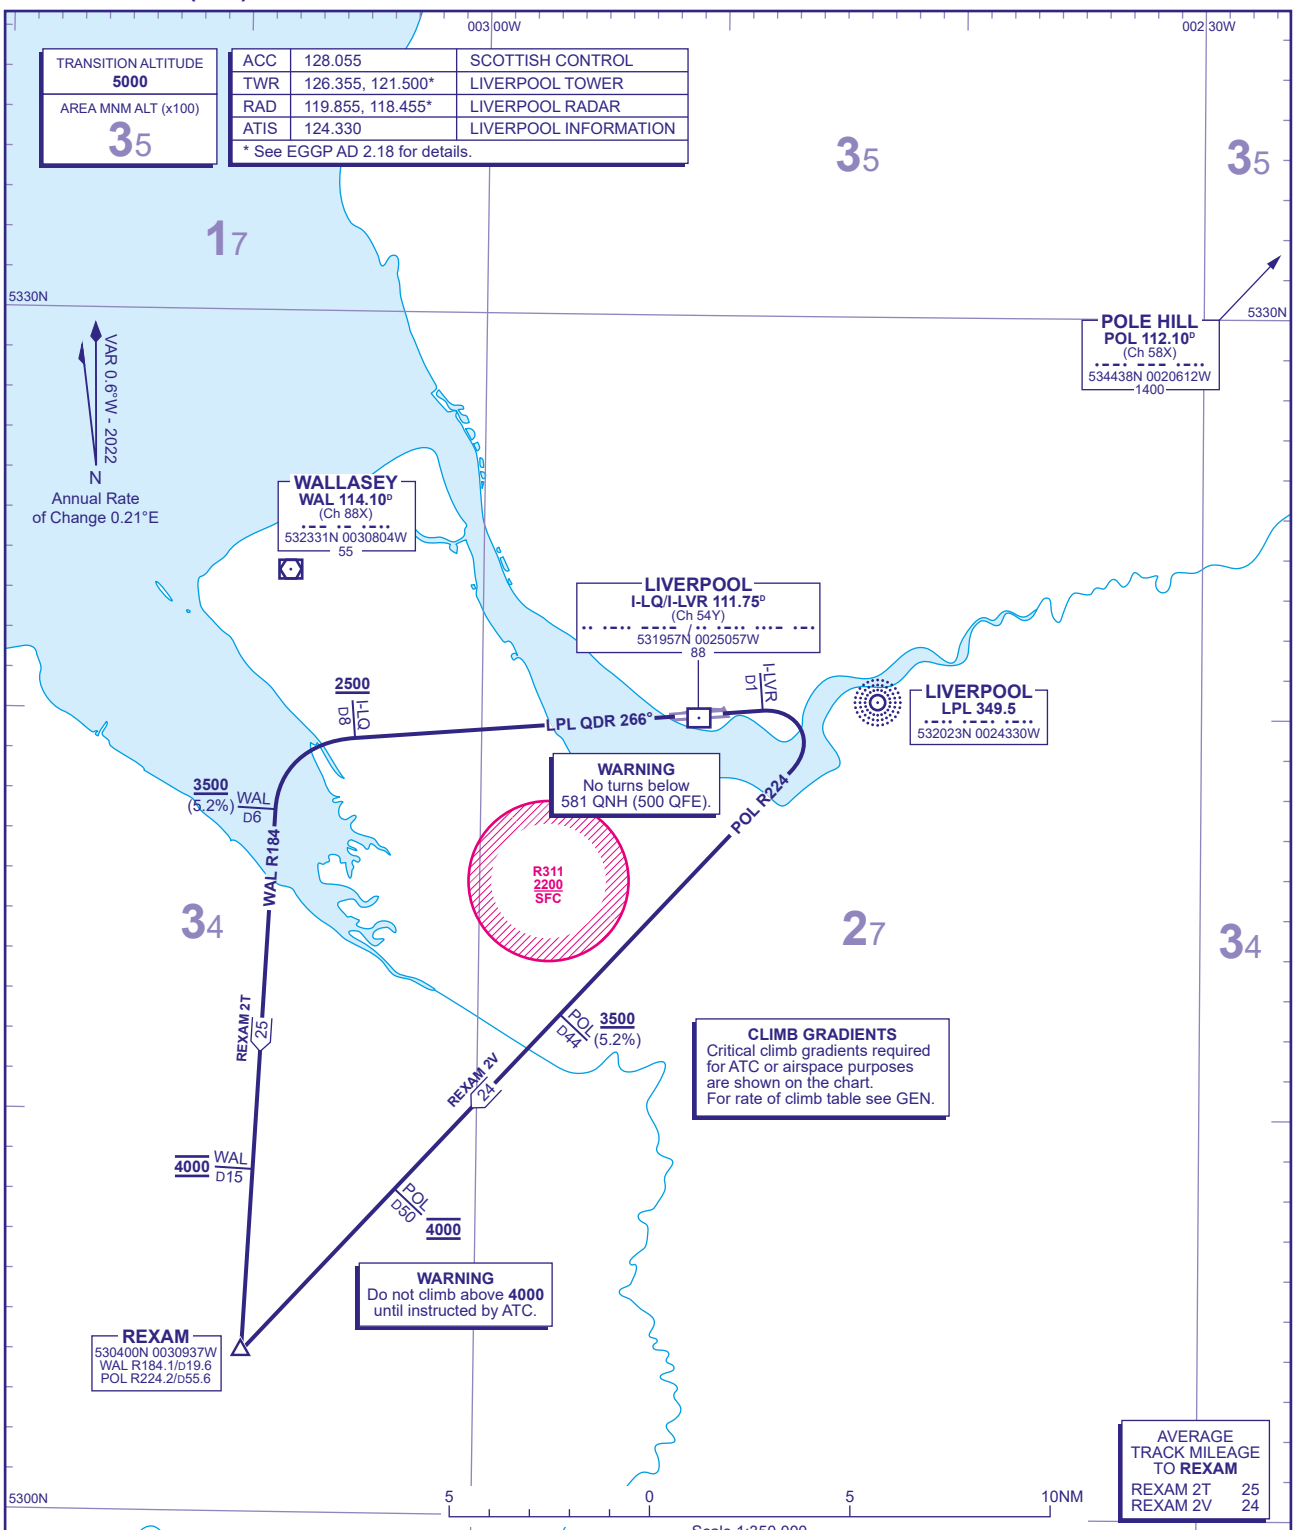 003 00W
002 30W
TRANSITION ALTITUDE
5000
AREA MNM ALT (x100)
35
ACC 128.055 SCOTTISH CONTROL
TWR 126.355, 121.500* LIVERPOOL TOWER
RAD 119.855, 118.455* LIVERPOOL RADAR
ATIS 124.330 LIVERPOOL INFORMATION
* See EGGP AD 2.18 for details.
35
35
17
5330N
5330N
VAR 0.6°W - 2022
N
Annual Rate
of Change 0.21°E
POLE HILL
POL 112.10ᴰ
(Ch 58X)
534438N 0020612W
1400
WALLASEY
WAL 114.10ᴰ
(Ch 88X)
532331N 0030804W
55
LIVERPOOL
I-LQ/I-LVR 111.75ᴰ
(Ch 54Y)
/
531957N 0025057W
88
I-LVR
D1
LIVERPOOL
LPL 349.5
532023N 0024330W
2500
I-LQ
D8
LPL QDR 266°
WARNING
No turns below
581 QNH (500 QFE).
3500
(5.2%)
WAL
D6
POL R224
WAL R184
R311
2200
SFC
34
27
34
REXAM 2T
25
POL
D44
3500
(5.2%)
CLIMB GRADIENTS
Critical climb gradients required
for ATC or airspace purposes
are shown on the chart.
For rate of climb table see GEN.
REXAM 2V
24
4000
WAL
D15
POL
D50
4000
WARNING
Do not climb above 4000
until instructed by ATC.
REXAM
530400N 0030937W
WAL R184.1/D19.6
POL R224.2/D55.6
AVERAGE
TRACK MILEAGE
TO REXAM
REXAM 2T 25
REXAM 2V 24
5300N
5 0 5 10NM
Scale 1:350 000